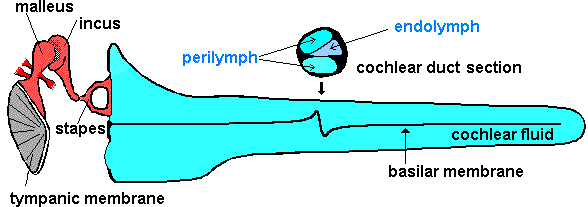 malleus
incus
endolymph
perilymph
cochlear duct section
stapes
cochlear fluid
basilar membrane
tympanic membrane